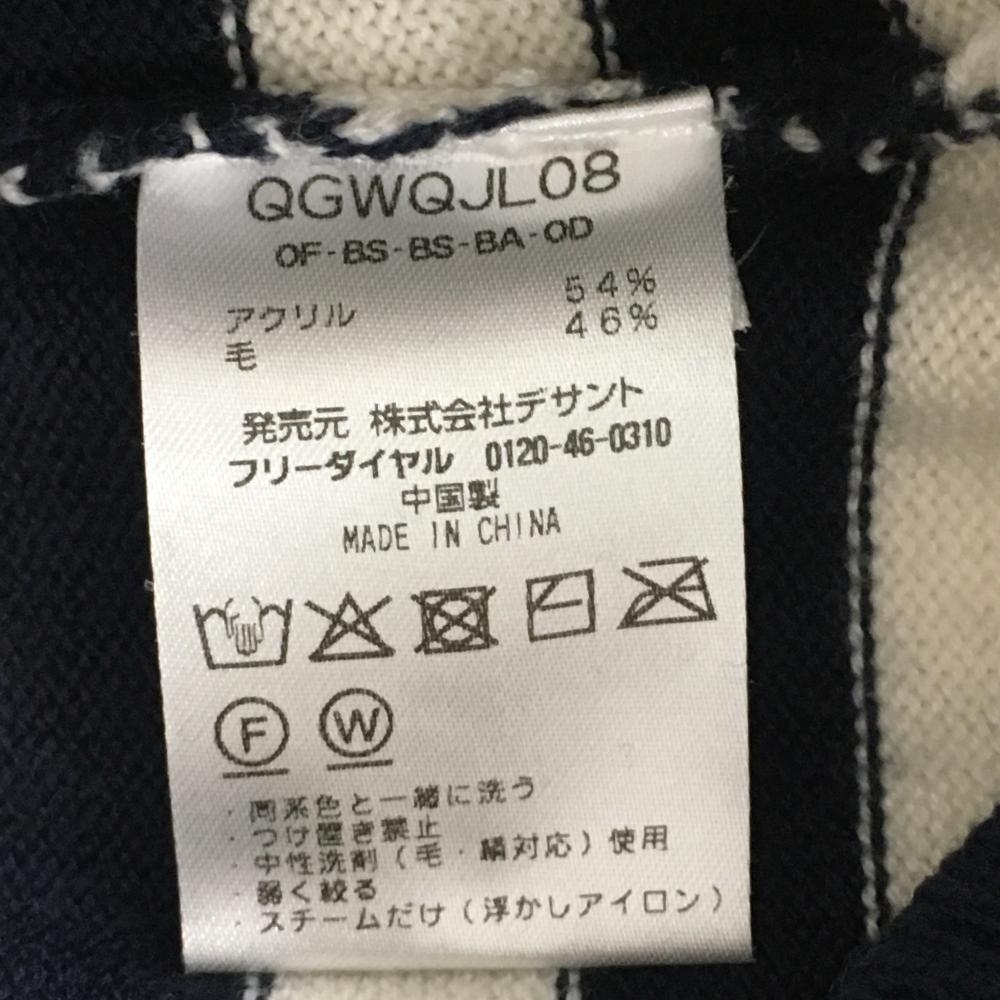 QGWQJL08
OF-BS-BS-BA-OD
アクリル 54%
毛 46%
発売元 株式会社デサント
フリーダイヤル 0120-46-0310
中国製
MADE IN CHINA
F W
・同系色と一緒に洗う
・つけ置き禁止
・中性洗剤(毛・絹対応)使用
・弱く絞る
・スチームだけ(浮かしアイロン)